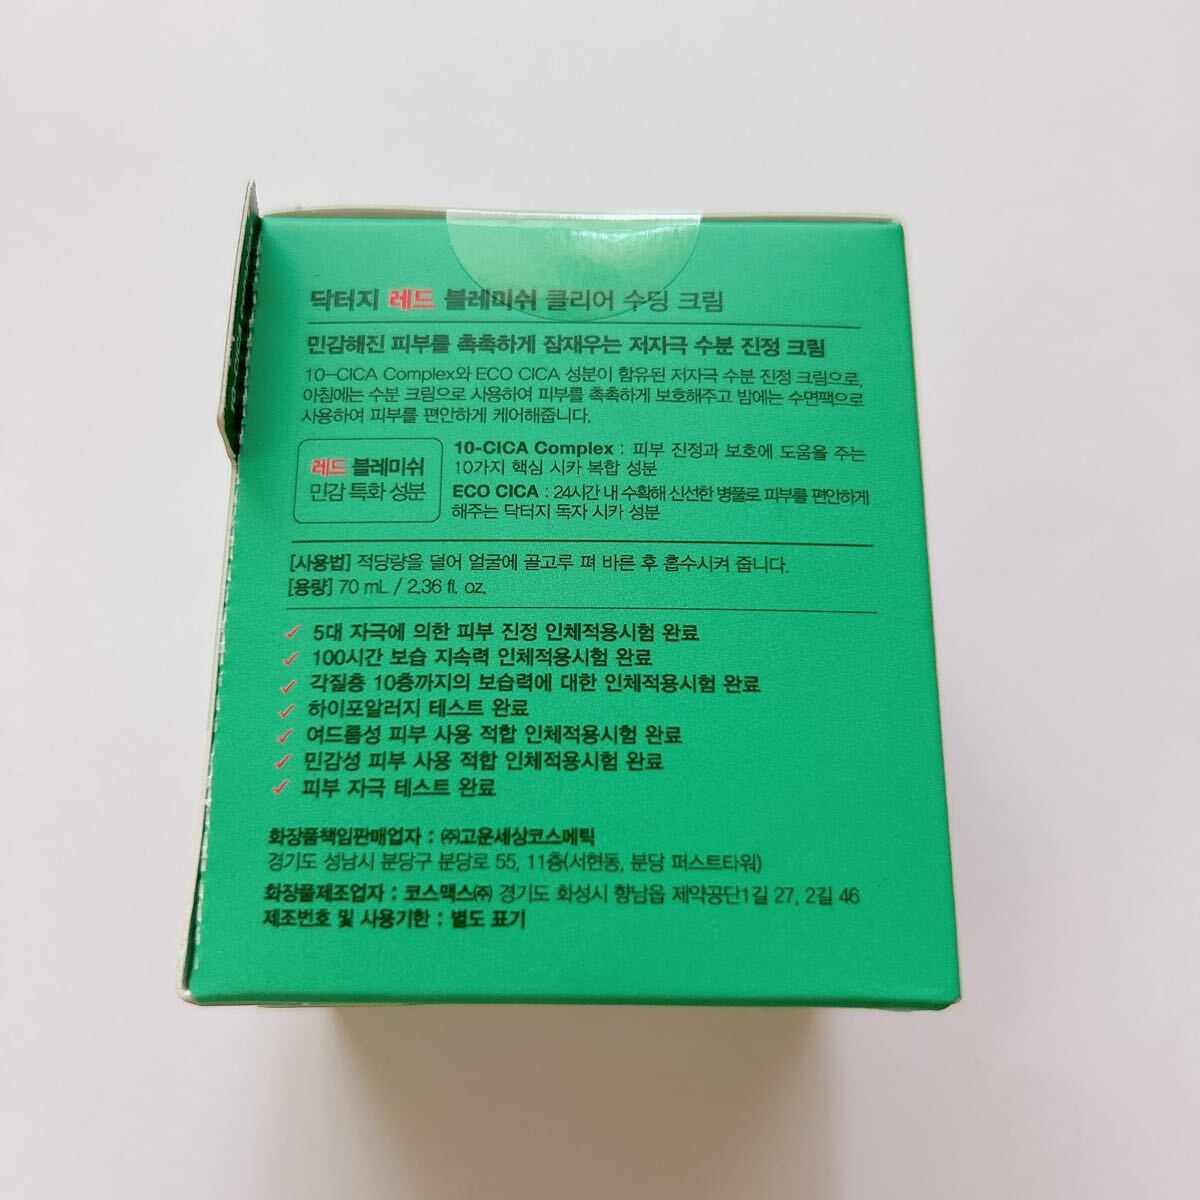 닥터지 레드 블레미쉬 클리어 수딩 크림
민감해진 피부를 촉촉하게 잠재우는 저자극 수분 진정 크림
10-CICA Complex와 ECO CICA 성분이 함유된 저자극 수분 진정 크림으로,
아침에는 수분 크림으로 사용하여 피부를 촉촉하게 보호해주고 밤에는 수면팩으로
사용하여 피부를 편안하게 케어해줍니다.
레드 블레미쉬
민감 특화 성분
10-CICA Complex : 피부 진정과 보호에 도움을 주는
10가지 핵심 시카 복합 성분
ECO CICA : 24시간 내 수확해 신선한 병풀로 피부를 편안하게
해주는 닥터지 독자 시카 성분
[사용법] 적당량을 덜어 얼굴에 골고루 펴 바른 후 흡수시켜 줍니다.
[용량] 70 mL / 2.36 fl. oz.
✓ 5대 자극에 의한 피부 진정 인체적용시험 완료
✓ 100시간 보습 지속력 인체적용시험 완료
✓ 각질층 10층까지의 보습력에 대한 인체적용시험 완료
✓ 하이포알러지 테스트 완료
✓ 여드름성 피부 사용 적합 인체적용시험 완료
✓ 민감성 피부 사용 적합 인체적용시험 완료
✓ 피부 자극 테스트 완료
화장품책임판매업자 : ㈜고운세상코스메틱
경기도 성남시 분당구 분당로 55, 11층(서현동, 분당 퍼스트타워)
화장품제조업자 : 코스맥스㈜ 경기도 화성시 향남읍 제약공단1길 27, 2길 46
제조번호 및 사용기한 : 별도 표기